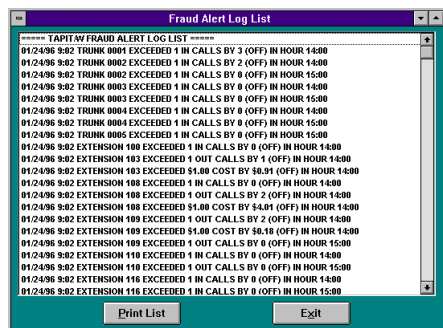 Fraud Alert Log List
===== TAPIT/W FRAUD ALERT LOG LIST =====
01/24/96 9:02 TRUNK 0001 EXCEEDED 1 IN CALLS BY 3 (OFF) IN HOUR 14:00
01/24/96 9:02 TRUNK 0002 EXCEEDED 1 IN CALLS BY 2 (OFF) IN HOUR 14:00
01/24/96 9:02 TRUNK 0002 EXCEEDED 1 IN CALLS BY 0 (OFF) IN HOUR 15:00
01/24/96 9:02 TRUNK 0003 EXCEEDED 1 IN CALLS BY 0 (OFF) IN HOUR 14:00
01/24/96 9:02 TRUNK 0004 EXCEEDED 1 IN CALLS BY 0 (OFF) IN HOUR 14:00
01/24/96 9:02 TRUNK 0004 EXCEEDED 1 IN CALLS BY 0 (OFF) IN HOUR 15:00
01/24/96 9:02 TRUNK 0005 EXCEEDED 1 IN CALLS BY 0 (OFF) IN HOUR 15:00
01/24/96 9:02 EXTENSION 100 EXCEEDED 1 IN CALLS BY 0 (OFF) IN HOUR 14:00
01/24/96 9:02 EXTENSION 103 EXCEEDED 1 OUT CALLS BY 1 (OFF) IN HOUR 14:00
01/24/96 9:02 EXTENSION 103 EXCEEDED $1.00 COST BY $0.91 (OFF) IN HOUR 14:00
01/24/96 9:02 EXTENSION 108 EXCEEDED 1 IN CALLS BY 0 (OFF) IN HOUR 14:00
01/24/96 9:02 EXTENSION 108 EXCEEDED 1 OUT CALLS BY 2 (OFF) IN HOUR 14:00
01/24/96 9:02 EXTENSION 108 EXCEEDED $1.00 COST BY $4.01 (OFF) IN HOUR 14:00
01/24/96 9:02 EXTENSION 109 EXCEEDED 1 OUT CALLS BY 2 (OFF) IN HOUR 14:00
01/24/96 9:02 EXTENSION 109 EXCEEDED $1.00 COST BY $0.18 (OFF) IN HOUR 14:00
01/24/96 9:02 EXTENSION 109 EXCEEDED 1 OUT CALLS BY 0 (OFF) IN HOUR 15:00
01/24/96 9:02 EXTENSION 110 EXCEEDED 1 IN CALLS BY 0 (OFF) IN HOUR 14:00
01/24/96 9:02 EXTENSION 110 EXCEEDED 1 OUT CALLS BY 0 (OFF) IN HOUR 15:00
01/24/96 9:02 EXTENSION 116 EXCEEDED 1 IN CALLS BY 0 (OFF) IN HOUR 14:00
01/24/96 9:02 EXTENSION 116 EXCEEDED 1 IN CALLS BY 0 (OFF) IN HOUR 15:00
Print List
Exit